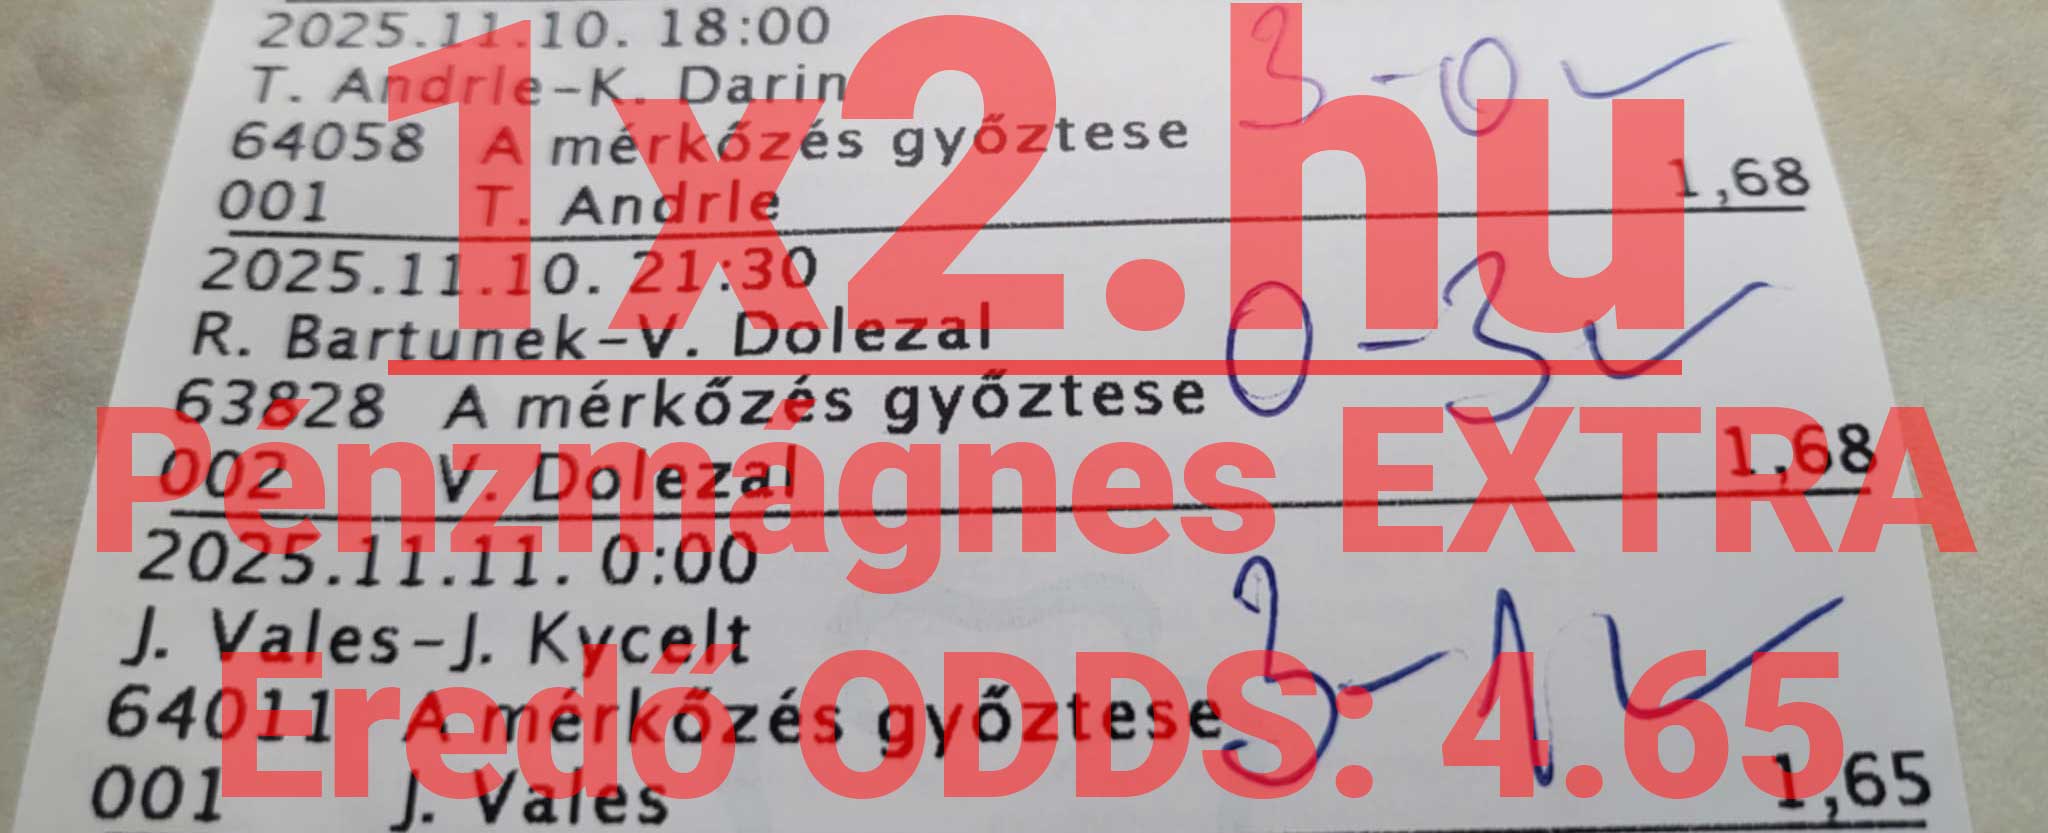 2025.11.10. 18:00
T. Andrle-K. Darin
3-0
64058 A mérkőzés győztese
1,68
001 T. Andrle
1x2.hu
2025.11.10. 21:30
R. Bartunek-V. Dolezal
0-3
63828 A mérkőzés győztese
1,68
002 V. Dolezal
Pénzmágnes EXTRA
2025.11.11. 0:00
J. Vales-J. Kycelt
3-1
64011 A mérkőzés győztese
Eredő ODDS: 4.65
1,65
001 J. Vales